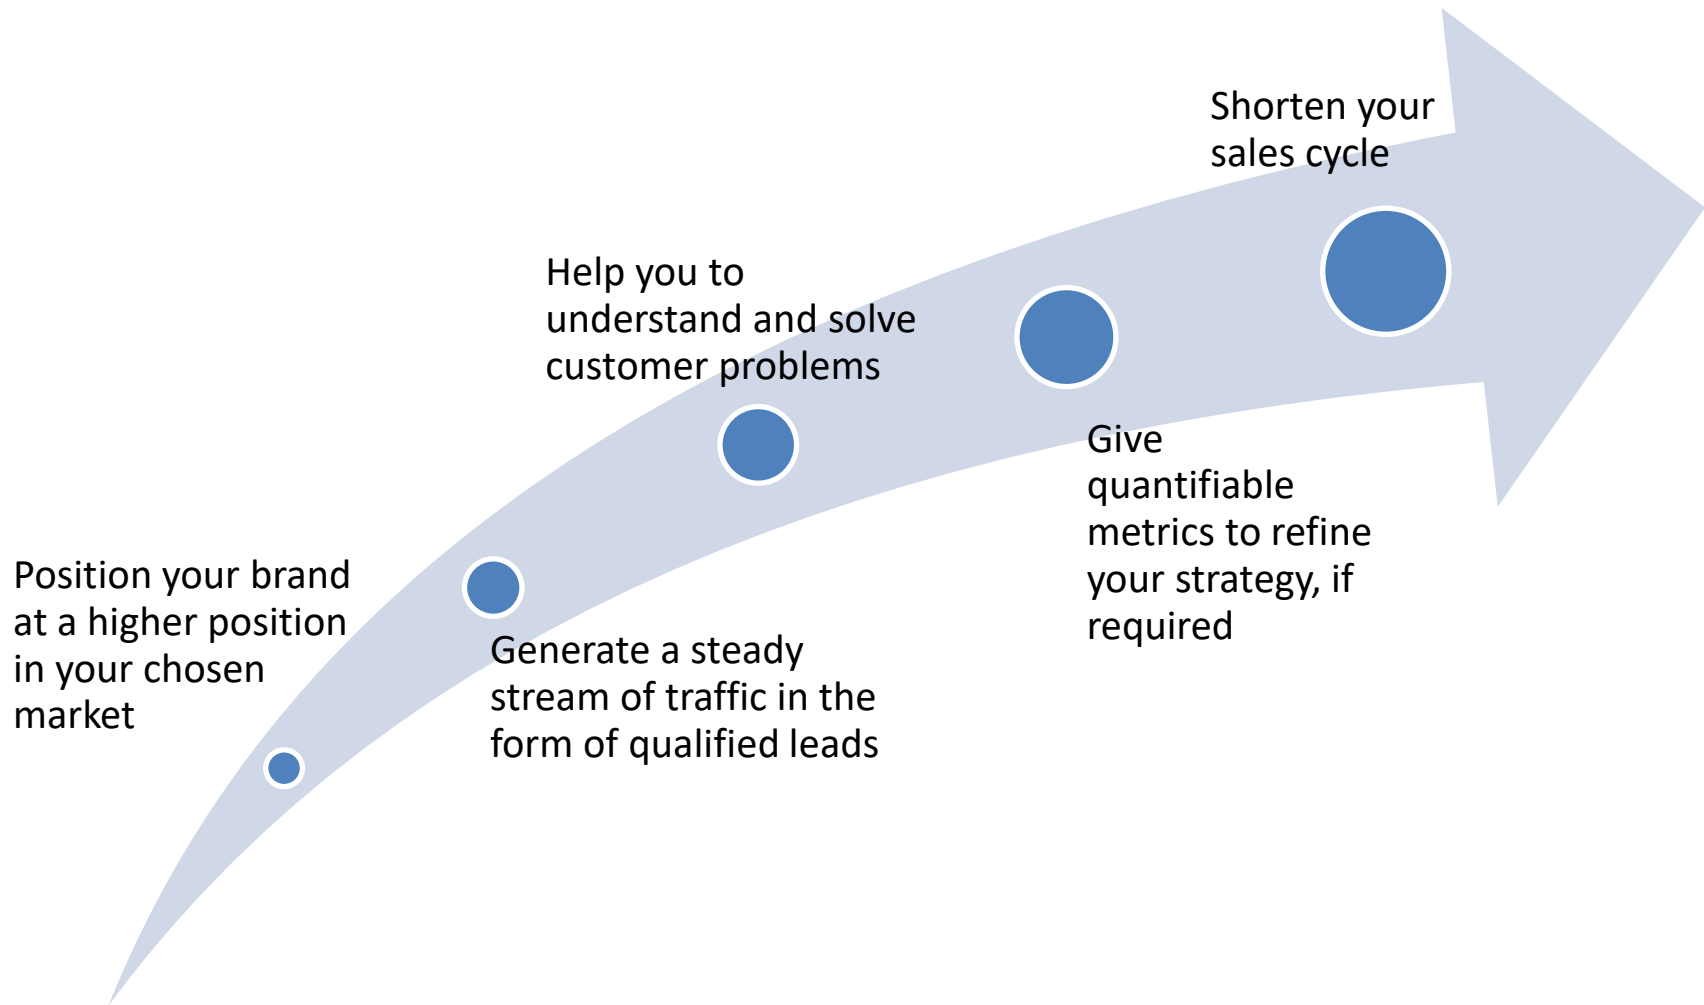 Position your brand
at a higher position
in your chosen
market
Generate a steady
stream of traffic in the
form of qualified leads
Help you to
understand and solve
customer problems
Give
quantifiable
metrics to refine
your strategy, if
required
Shorten your
sales cycle